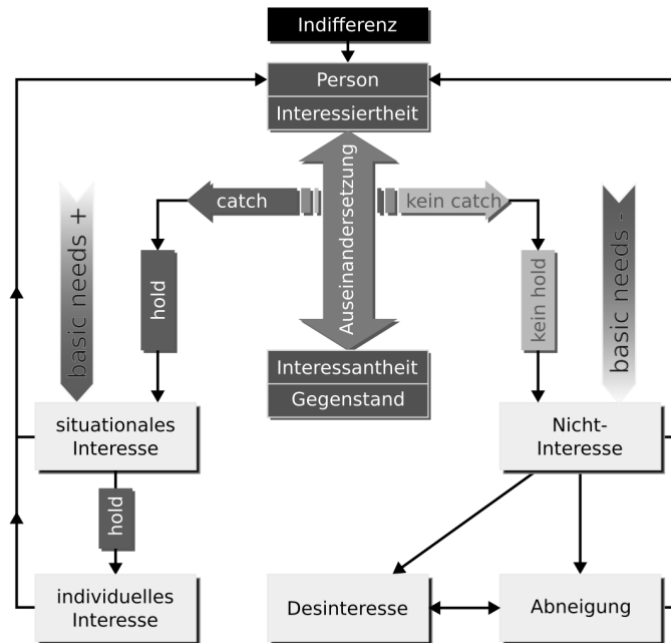 Indifferenz
Person
Interessiertheit
Auseinandersetzung
catch
kein catch
basic needs +
hold
kein hold
basic needs -
Interessantheit
Gegenstand
situationales
Interesse
Nicht-
Interesse
hold
individuelles
Interesse
Desinteresse
Abneigung